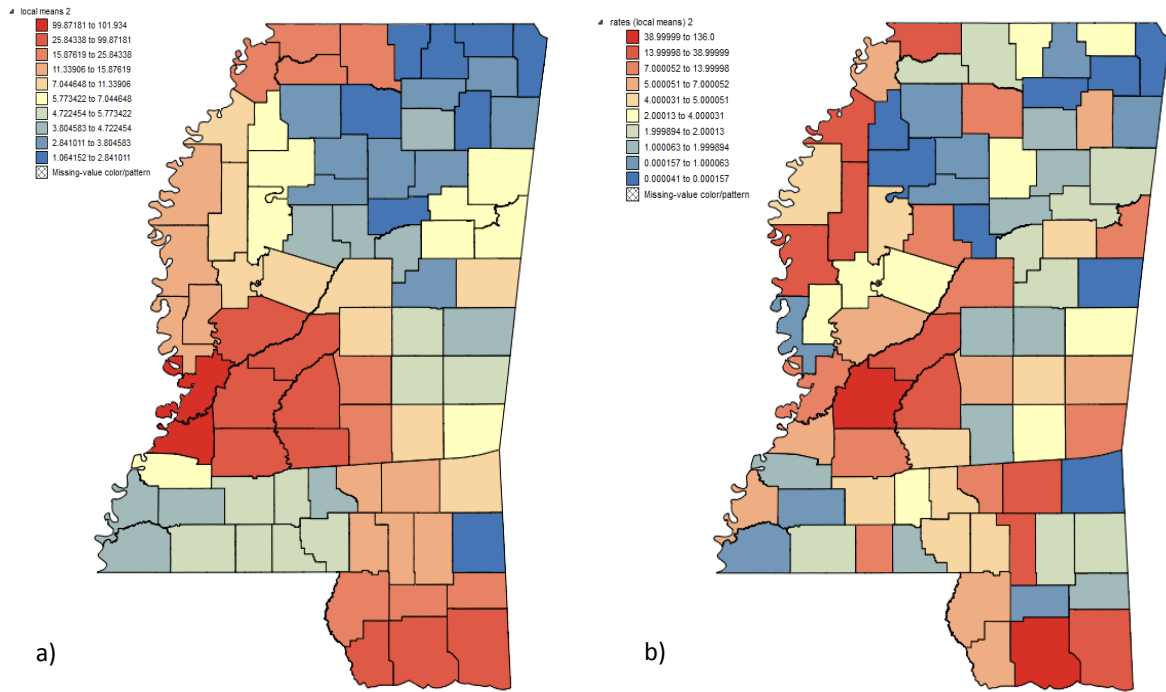 local means 2
99.87181 to 101.934
25.84338 to 99.87181
15.87619 to 25.84338
11.33906 to 15.87619
7.044648 to 11.33906
5.773422 to 7.044648
4.722454 to 5.773422
3.804583 to 4.722454
2.841011 to 3.804583
1.064152 to 2.841011
Missing-value color/pattern
a)
rates (local means) 2
38.99999 to 136.0
13.99998 to 38.99999
7.000052 to 13.99998
5.000051 to 7.000052
4.000031 to 5.000051
2.00013 to 4.000031
1.999894 to 2.00013
1.000063 to 1.999894
0.000157 to 1.000063
0.000041 to 0.000157
Missing-value color/pattern
b)